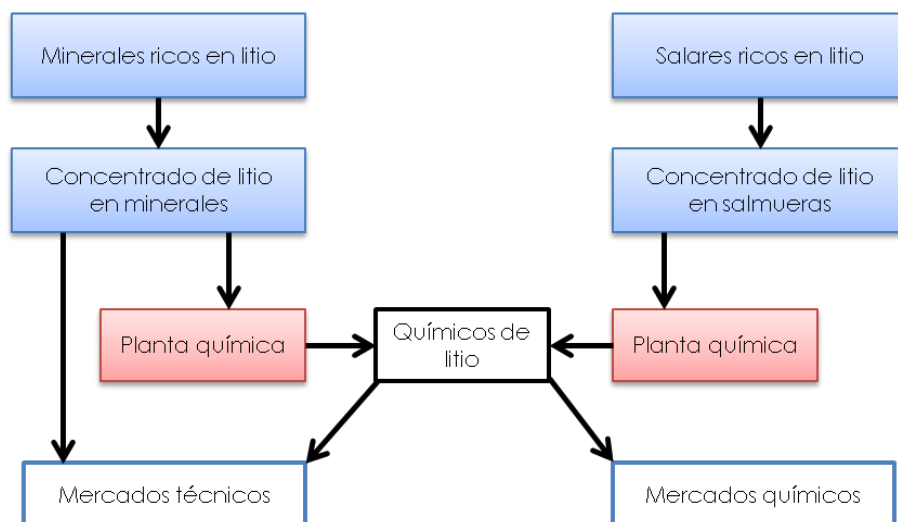 Minerales ricos en litio
Salares ricos en litio
Concentrado de litio
en minerales
Concentrado de litio
en salmueras
Planta química
Químicos de
litio
Planta química
Mercados técnicos
Mercados químicos